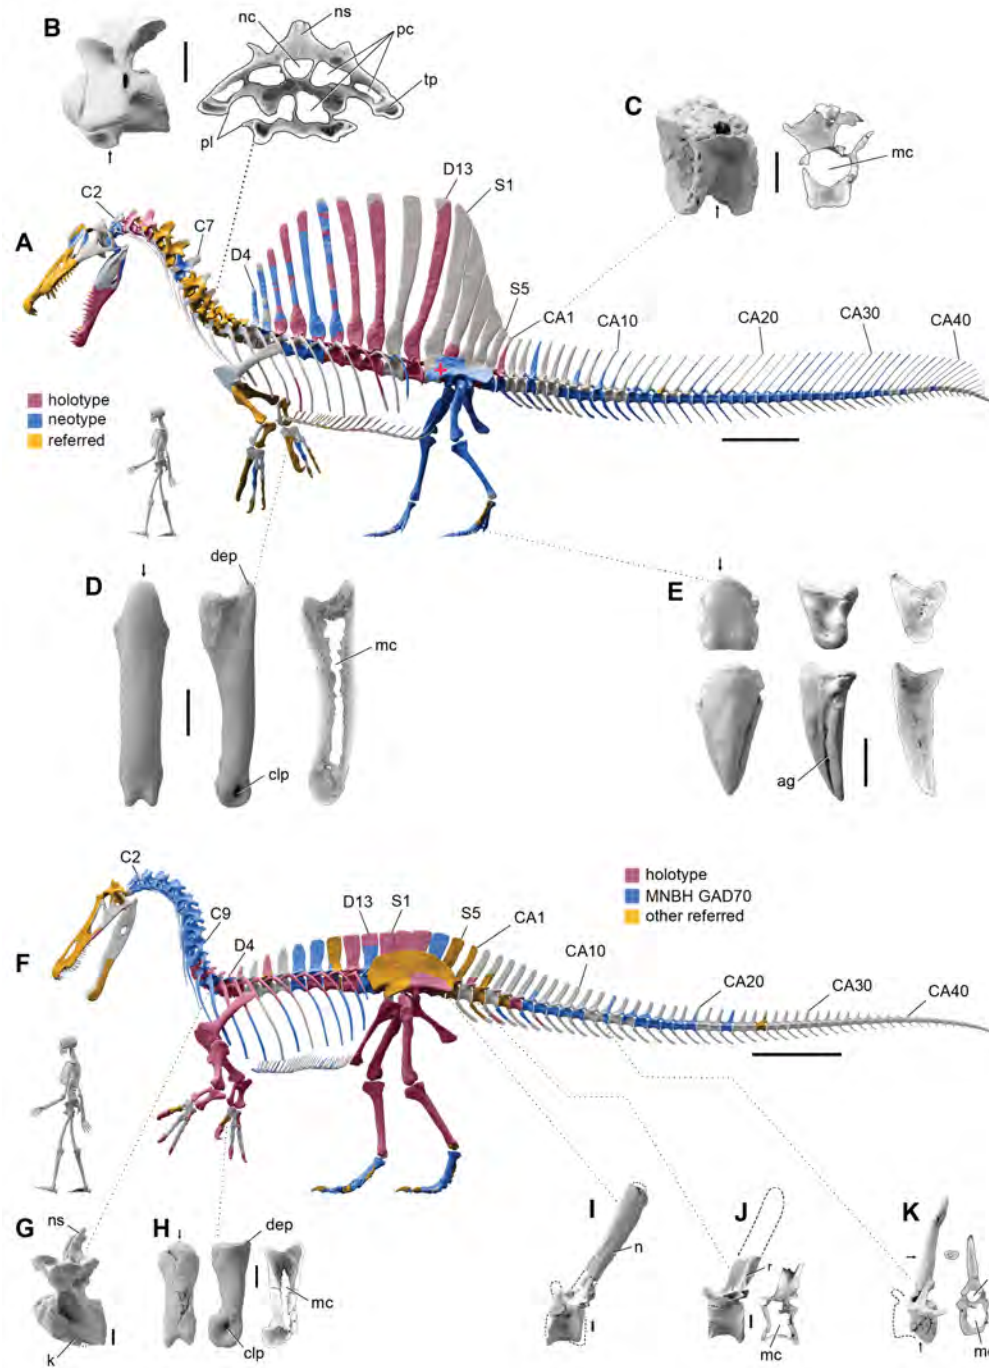 B
nc
ns
pc
tp
pl
C
mc
A
C2
C7
D4
D13
S1
S5
CA1
CA10
CA20
CA30
CA40
holotype
neotype
referred
D
dep
mc
clp
E
ag
F
C2
C9
D4
D13
S1
S5
CA1
CA10
CA20
CA30
CA40
holotype
MNBH GAD70
other referred
G
ns
k
H
dep
mc
clp
I
n
J
r
mc
K